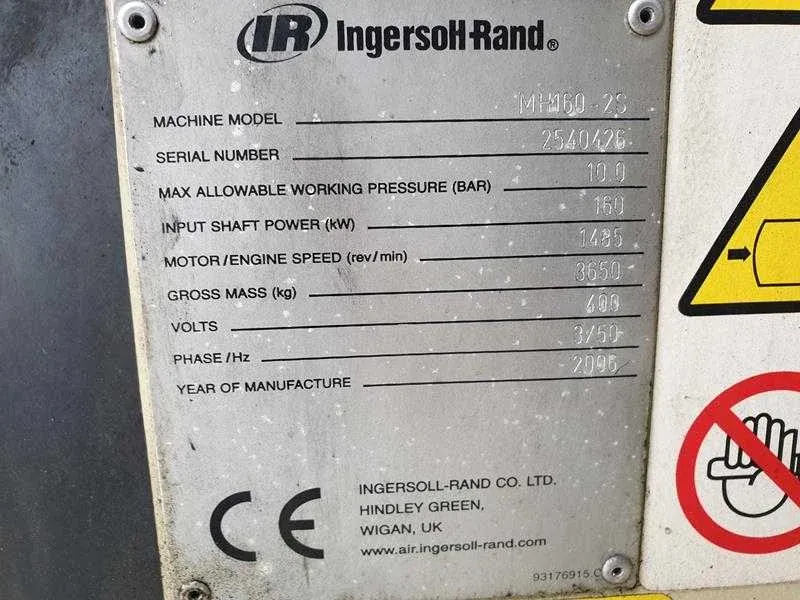 IR Ingersoll-Rand®
MACHINE MODEL MH160-2S
SERIAL NUMBER 2540426
MAX ALLOWABLE WORKING PRESSURE (BAR) 10.0
INPUT SHAFT POWER (kW) 160
MOTOR/ENGINE SPEED (rev/min) 1485
GROSS MASS (kg) 3650
VOLTS 400
PHASE/Hz 3/50
YEAR OF MANUFACTURE 2006
CE
INGERSOLL-RAND CO. LTD.
HINDLEY GREEN,
WIGAN, UK
www.air.ingersoll-rand.com
93176915